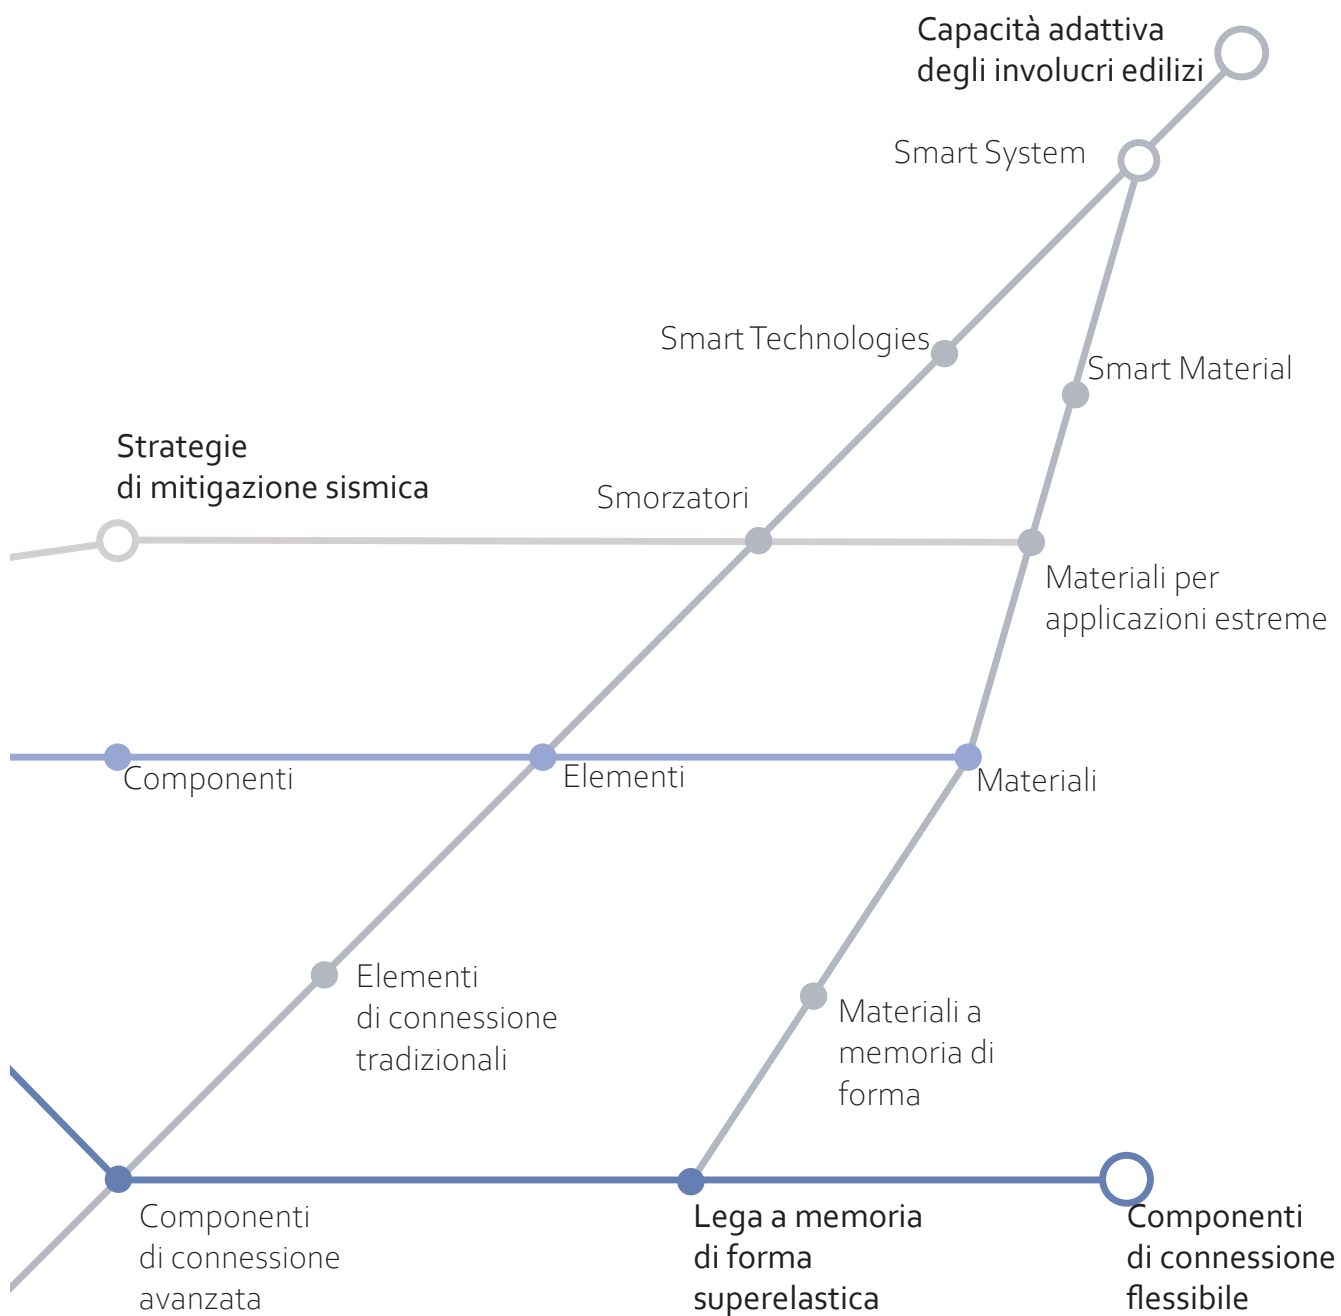 Capacità adattiva
degli involucri edilizi
Smart System
Smart Technologies
Smart Material
Strategie
di mitigazione sismica
Smorzatori
Materiali per
applicazioni estreme
Componenti
Elementi
Materiali
Elementi
di connessione
tradizionali
Materiali a
memoria di
forma
Componenti
di connessione
avanzata
Lega a memoria
di forma
superelastica
Componenti
di connessione
flessibile